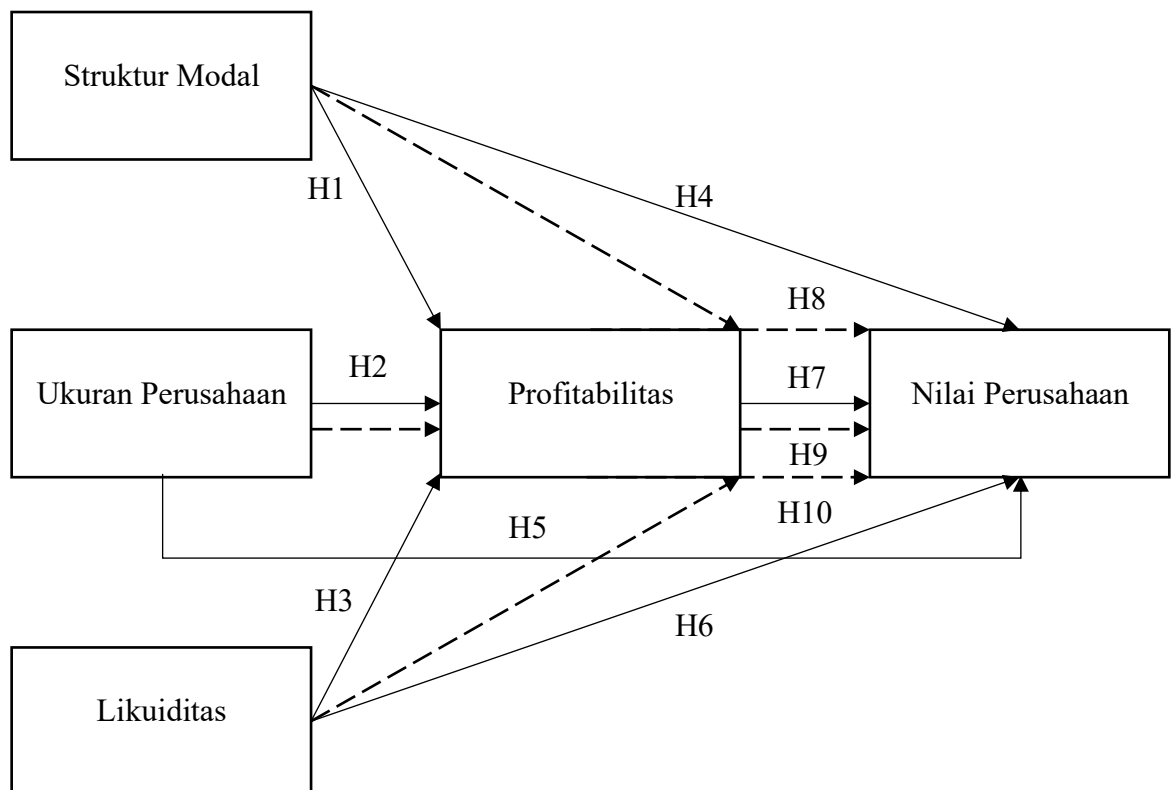 Struktur Modal
H1
H4
H8
Ukuran Perusahaan
H2
Profitabilitas
H7
Nilai Perusahaan
H9
H10
H5
H3
H6
Likuiditas